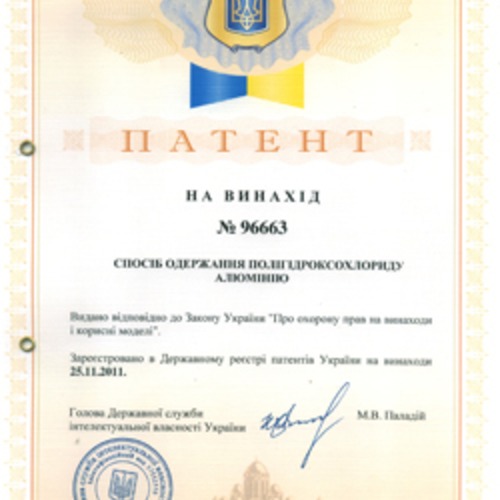 ПАТЕНТ
НА ВИНАХІД
№ 96663
СПОСІБ ОДЕРЖАННЯ ПОЛІГІДРОКСОХЛОРИДУ
АЛЮМІНІЮ
Видано відповідно до Закону України "Про охорону прав на винаходи
і корисні моделі".
Зареєстровано в Державному реєстрі патентів України на винаходи
25.11.2011.
Голова Державної служби
інтелектуальної власності України
М.В. Паладій